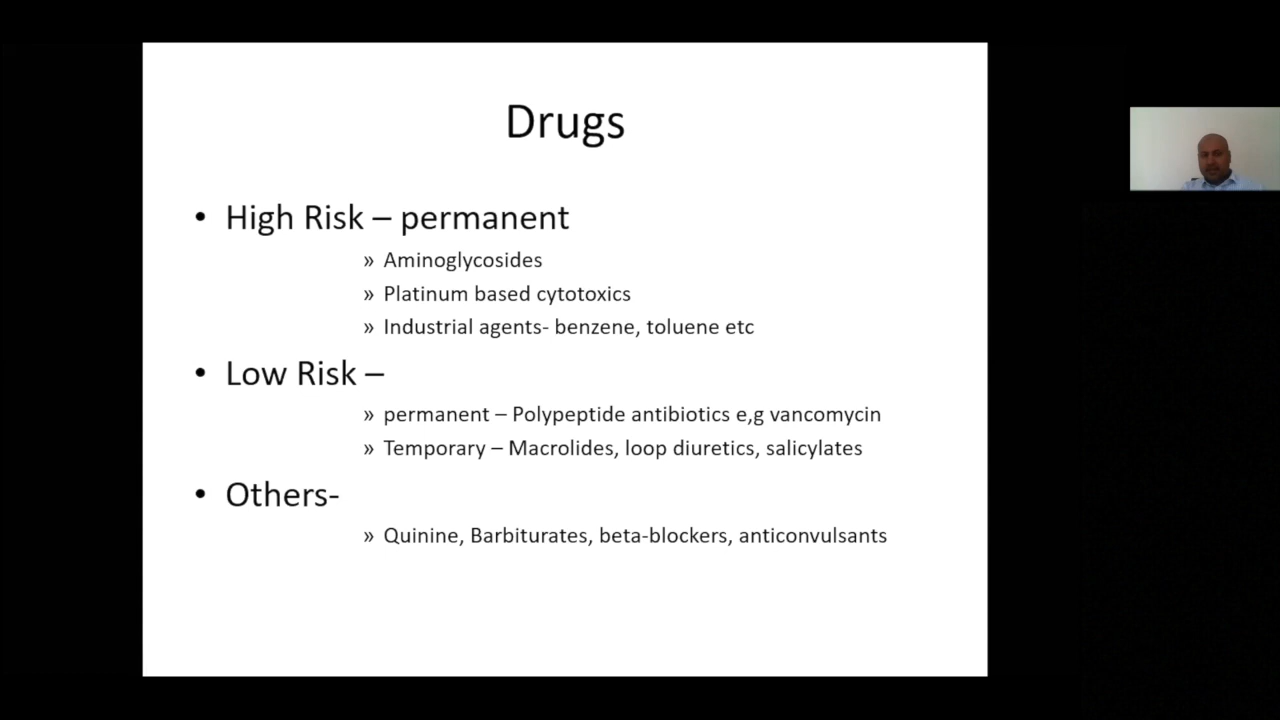 Drugs
• High Risk – permanent
» Aminoglycosides
» Platinum based cytotoxics
» Industrial agents- benzene, toluene etc
• Low Risk –
» permanent – Polypeptide antibiotics e,g vancomycin
» Temporary – Macrolides, loop diuretics, salicylates
• Others-
» Quinine, Barbiturates, beta-blockers, anticonvulsants